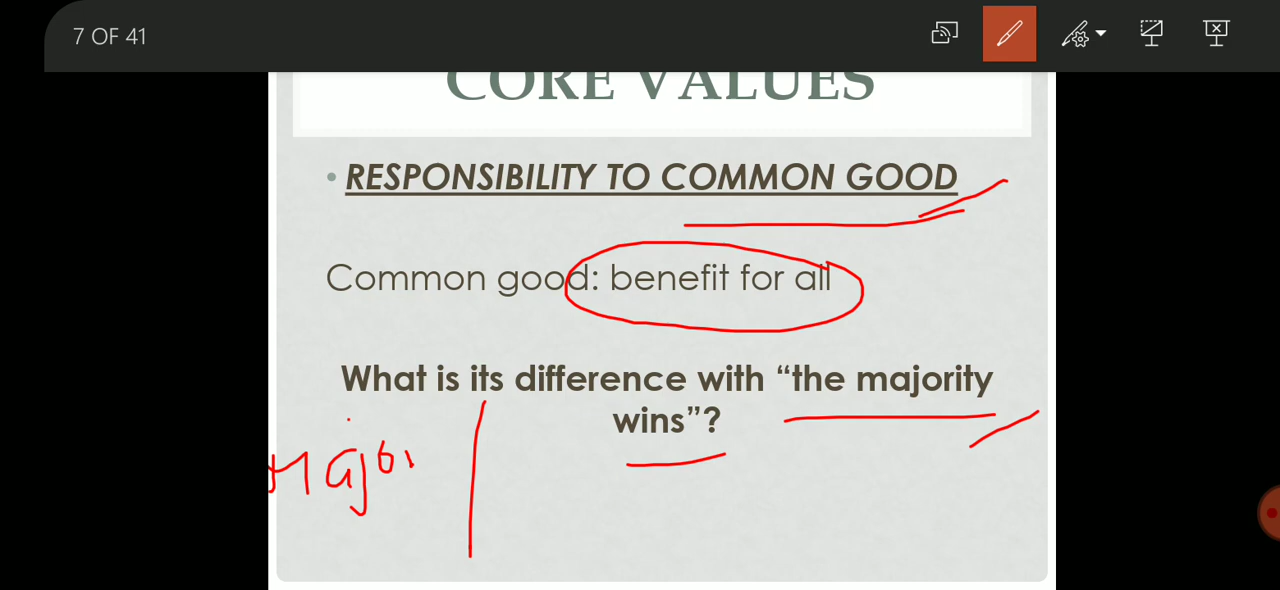 7 OF 41
CORE VALUES
• RESPONSIBILITY TO COMMON GOOD
Common good: benefit for all
What is its difference with “the majority
wins”?
Major